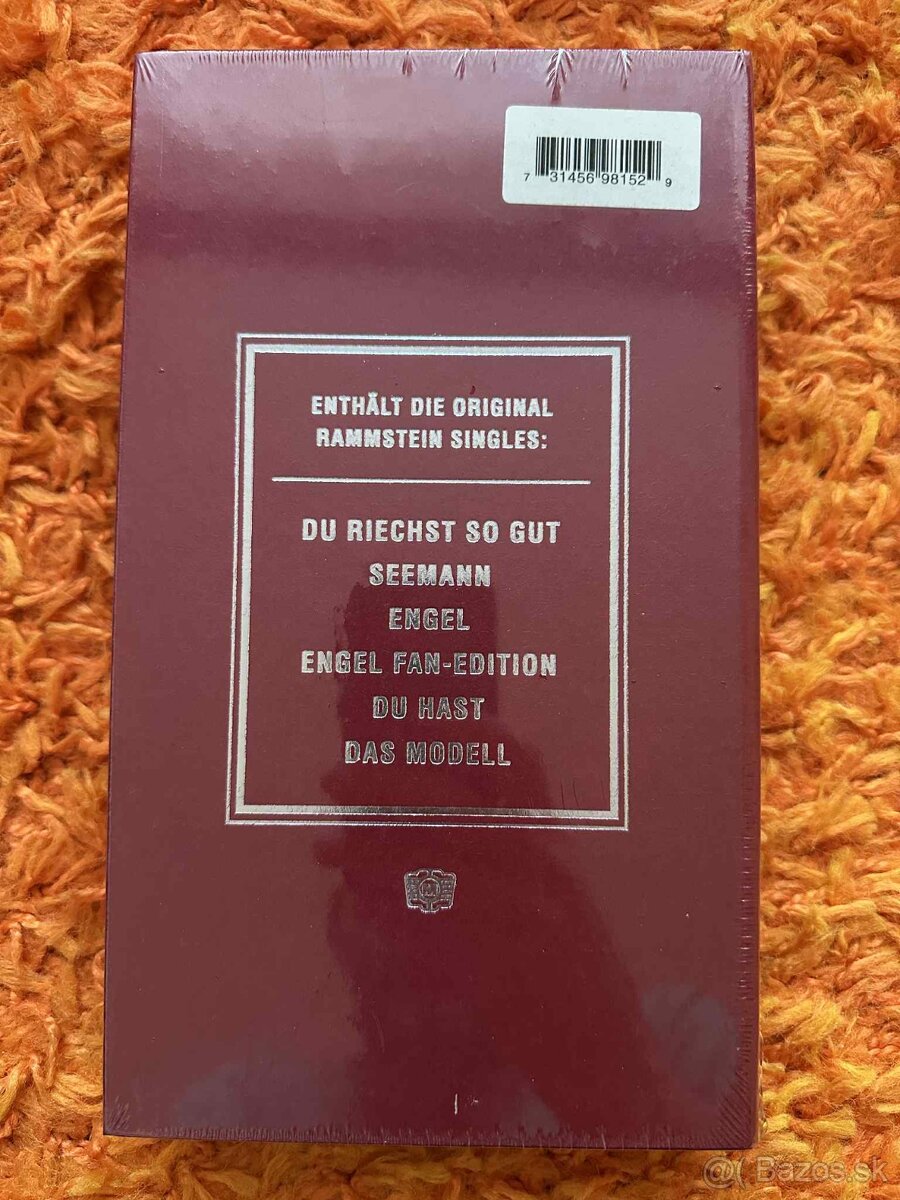 7 31456 98152 9
ENTHÄLT DIE ORIGINAL
RAMMSTEIN SINGLES:
DU RIECHST SO GUT
SEEMANN
ENGEL
ENGEL FAN-EDITION
DU HAST
DAS MODELL
Bazos.sk